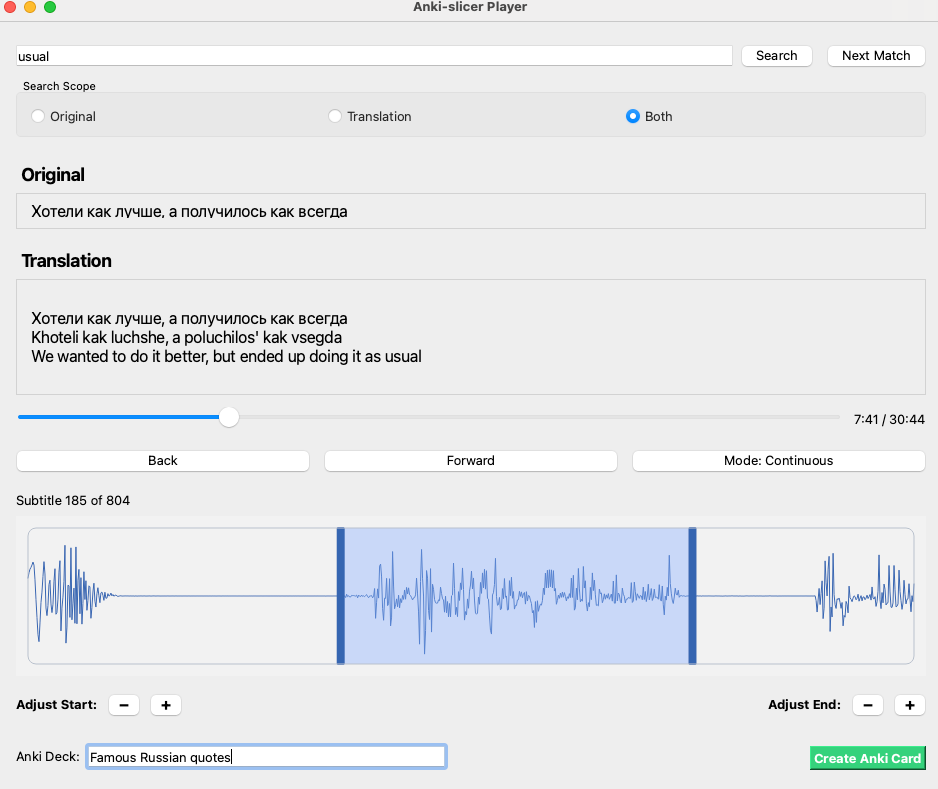 Anki-slicer Player
usual
Search
Next Match
Search Scope
Original
Translation
Both
Original
Хотели как лучше, а получилось как всегда
Translation
Хотели как лучше, а получилось как всегда
Khoteli kak luchshe, a poluchilos' kak vsegda
We wanted to do it better, but ended up doing it as usual
7:41 / 30:44
Back
Forward
Mode: Continuous
Subtitle 185 of 804
Adjust Start:
-
+
Adjust End:
-
+
Anki Deck:
Famous Russian quotes
Create Anki Card